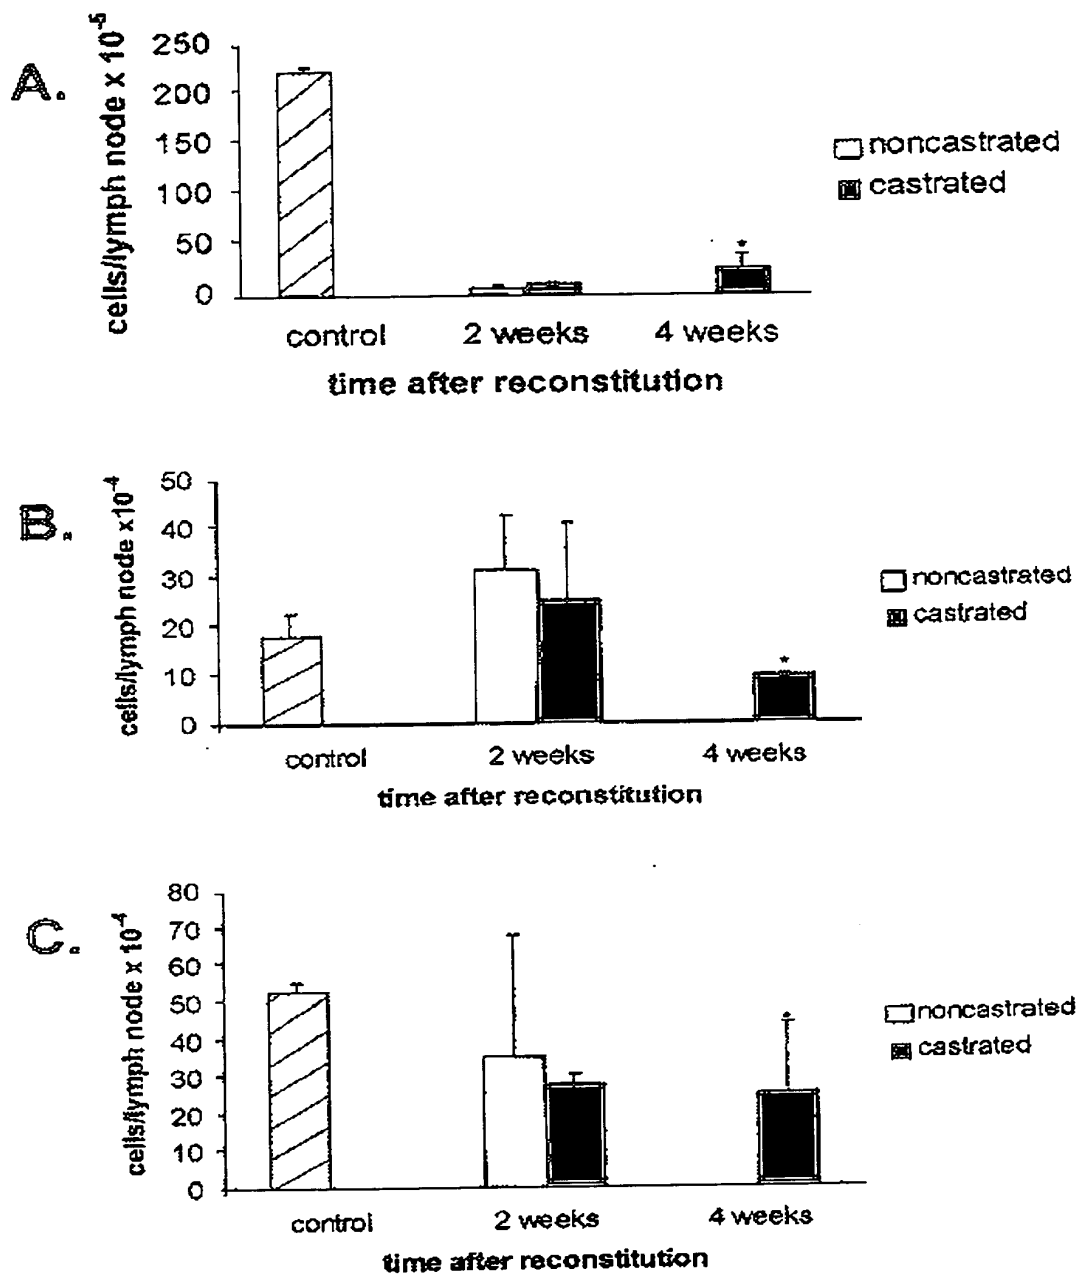 A.
cells/lymph node x 10^-5
250
200
150
100
50
0
*
control
2 weeks
4 weeks
time after reconstitution
noncastrated
castrated
B.
cells/lymph node x10^-4
50
40
30
20
10
0
*
control
2 weeks
4 weeks
time after reconstitution
noncastrated
castrated
C.
cells/lymph node x 10^-4
80
70
60
50
40
30
20
10
0
*
control
2 weeks
4 weeks
time after reconstitution
noncastrated
castrated